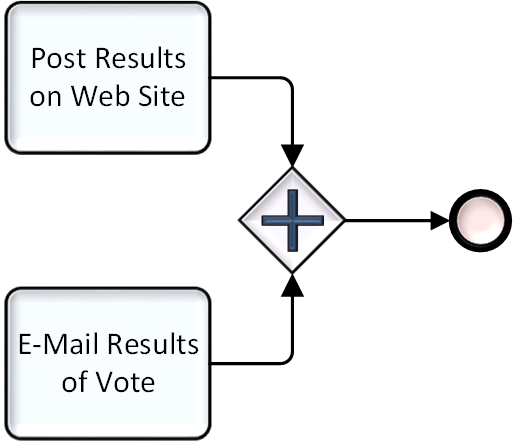 Post Results
on Web Site
E-Mail Results
of Vote